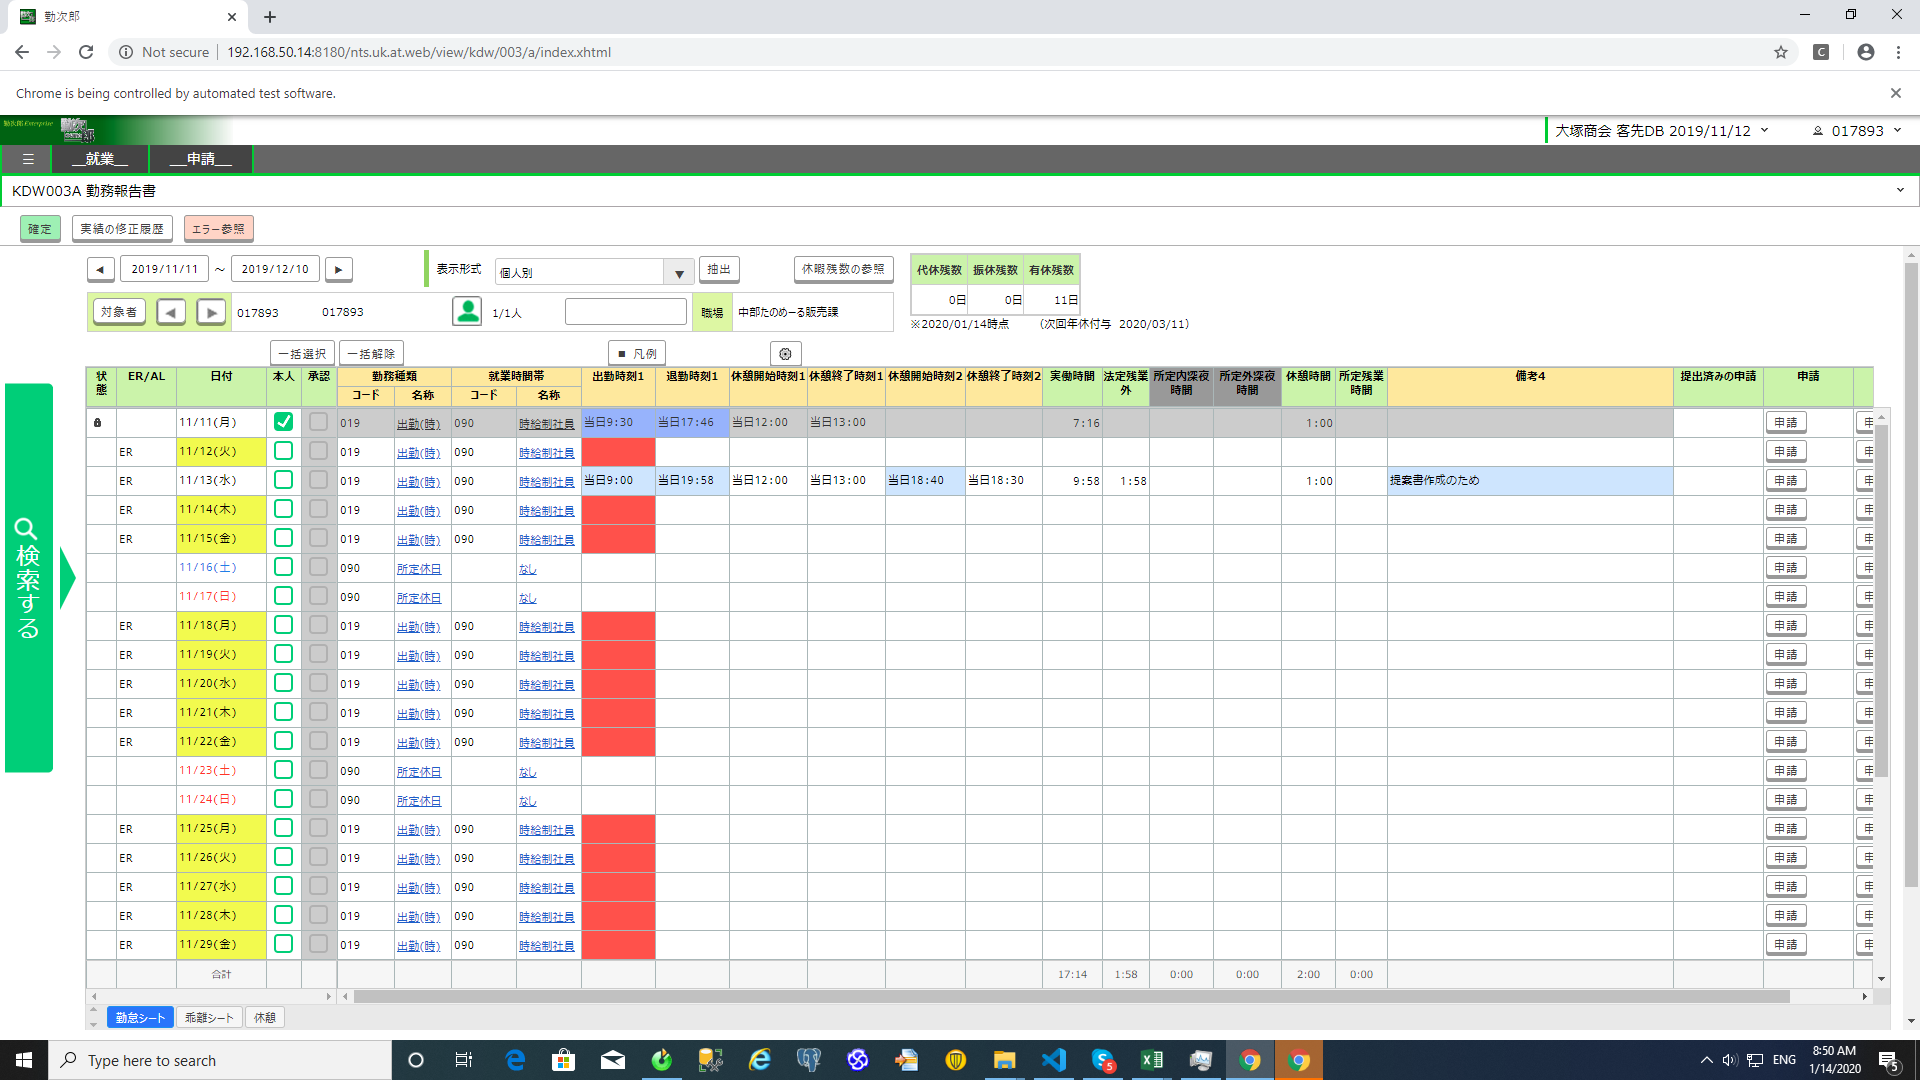 勤次郎
Not secure 192.168.50.14:8180/nts.uk.at.web/view/kdw/003/a/index.xhtml
Chrome is being controlled by automated test software.
勤次郎 Enterprise
大塚商会 客先DB 2019/11/12 017893
__就業__ __申請__
KDW003A 勤務報告書
確定 実績の修正履歴 エラー参照
◀ 2019/11/11 ～ 2019/12/10 ▶ 表示形式 個人別 ▼ 抽出 休暇残数の参照 代休残数 振休残数 有休残数
0日 0日 11日
対象者 ◀ ▶ 017893 017893 1/1人 職場 中部たのめーる販売課
※2020/01/14時点 （次回年休付与 2020/03/11）
一括選択 一括解除 ■ 凡例
状態 ER/AL 日付 本人 承認 勤務種類 就業時間帯 出勤時刻1 退勤時刻1 休憩開始時刻1 休憩終了時刻1 休憩開始時刻2 休憩終了時刻2 実働時間 法定残業外 所定内深夜時間 所定外深夜時間 休憩時間 所定残業時間 備考4 提出済みの申請 申請
コード 名称 コード 名称
11/11(月) 019 出勤(時) 090 時給制社員 当日9:30 当日17:46 当日12:00 当日13:00 7:16 1:00 申請
ER 11/12(火) 019 出勤(時) 090 時給制社員 申請
ER 11/13(水) 019 出勤(時) 090 時給制社員 当日9:00 当日19:58 当日12:00 当日13:00 当日18:40 当日18:30 9:58 1:58 1:00 提案書作成のため 申請
ER 11/14(木) 019 出勤(時) 090 時給制社員 申請
ER 11/15(金) 019 出勤(時) 090 時給制社員 申請
11/16(土) 090 所定休日 なし 申請
11/17(日) 090 所定休日 なし 申請
ER 11/18(月) 019 出勤(時) 090 時給制社員 申請
ER 11/19(火) 019 出勤(時) 090 時給制社員 申請
ER 11/20(水) 019 出勤(時) 090 時給制社員 申請
ER 11/21(木) 019 出勤(時) 090 時給制社員 申請
ER 11/22(金) 019 出勤(時) 090 時給制社員 申請
11/23(土) 090 所定休日 なし 申請
11/24(日) 090 所定休日 なし 申請
ER 11/25(月) 019 出勤(時) 090 時給制社員 申請
ER 11/26(火) 019 出勤(時) 090 時給制社員 申請
ER 11/27(水) 019 出勤(時) 090 時給制社員 申請
ER 11/28(木) 019 出勤(時) 090 時給制社員 申請
ER 11/29(金) 019 出勤(時) 090 時給制社員 申請
合計 17:14 1:58 0:00 0:00 2:00 0:00
勤怠シート 乖離シート 休憩
検索する
Type here to search
ENG
8:50 AM
1/14/2020
5
5